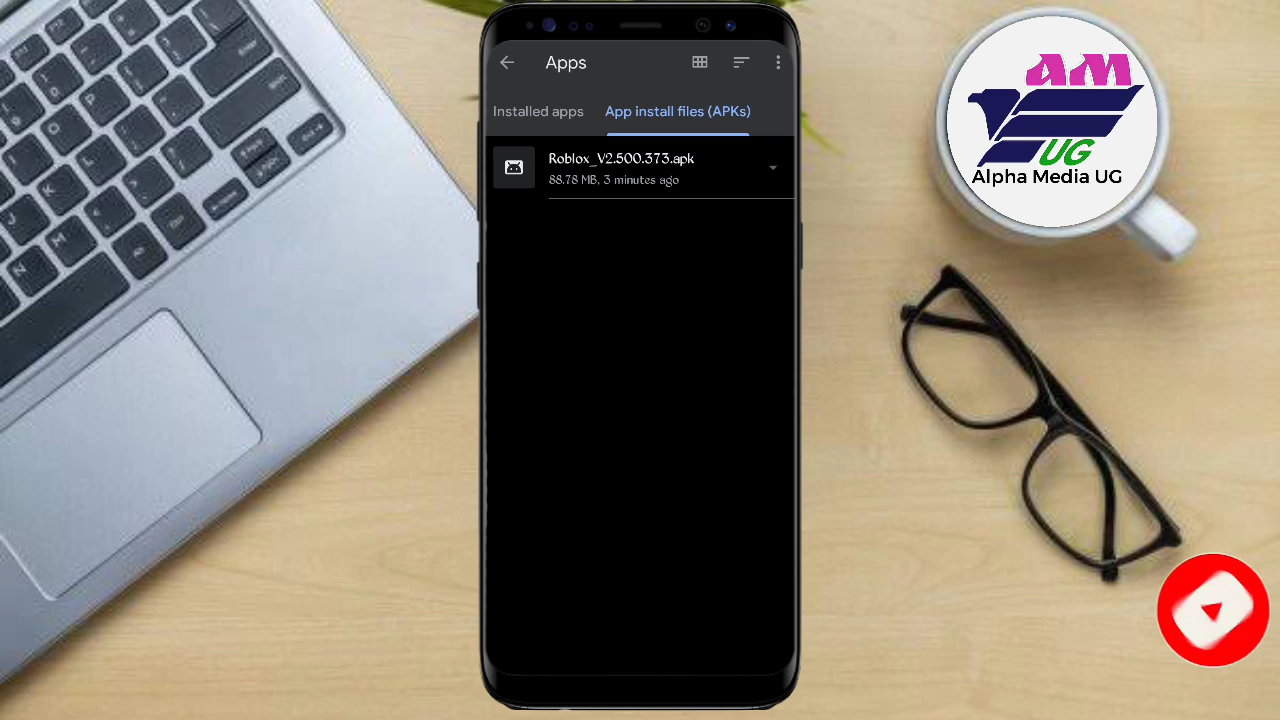 Apps
Installed apps
App install files (APKs)
Roblox_V2.500.373.apk
88.78 MB, 3 minutes ago
AM
UG
Alpha Media UG